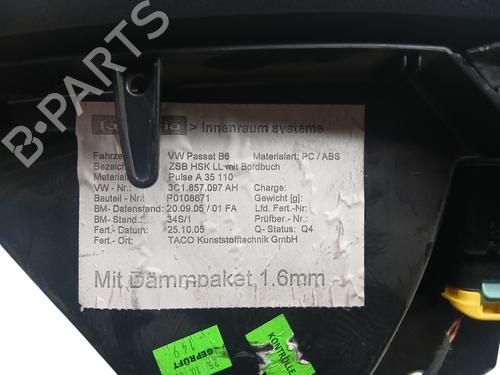 B-PARTS
> Innenraum systeme
VW Passat B6 Materialart: PC / ABS
ZSB HSK LL mit Bordbuch
Pulse A 35 110
VW - Nr.: 3C1.857.097 AH Charge:
Bauteil - Nr.: P0108671 Gewicht [g]:
BM- Datenstand: 20.09.05 / 01 FA Lfd. Fert.-Nr.:
BM- Stand.: 34S/1 Prüfber.- Nr.:
Fert.- Datum: 25.10.05 Q- Status: Q4
Fert.- Ort: TACO Kunststofftechnik GmbH
Mit Dämmpaket 1.6mm
GEPRÜFT
149
KONTROLLE